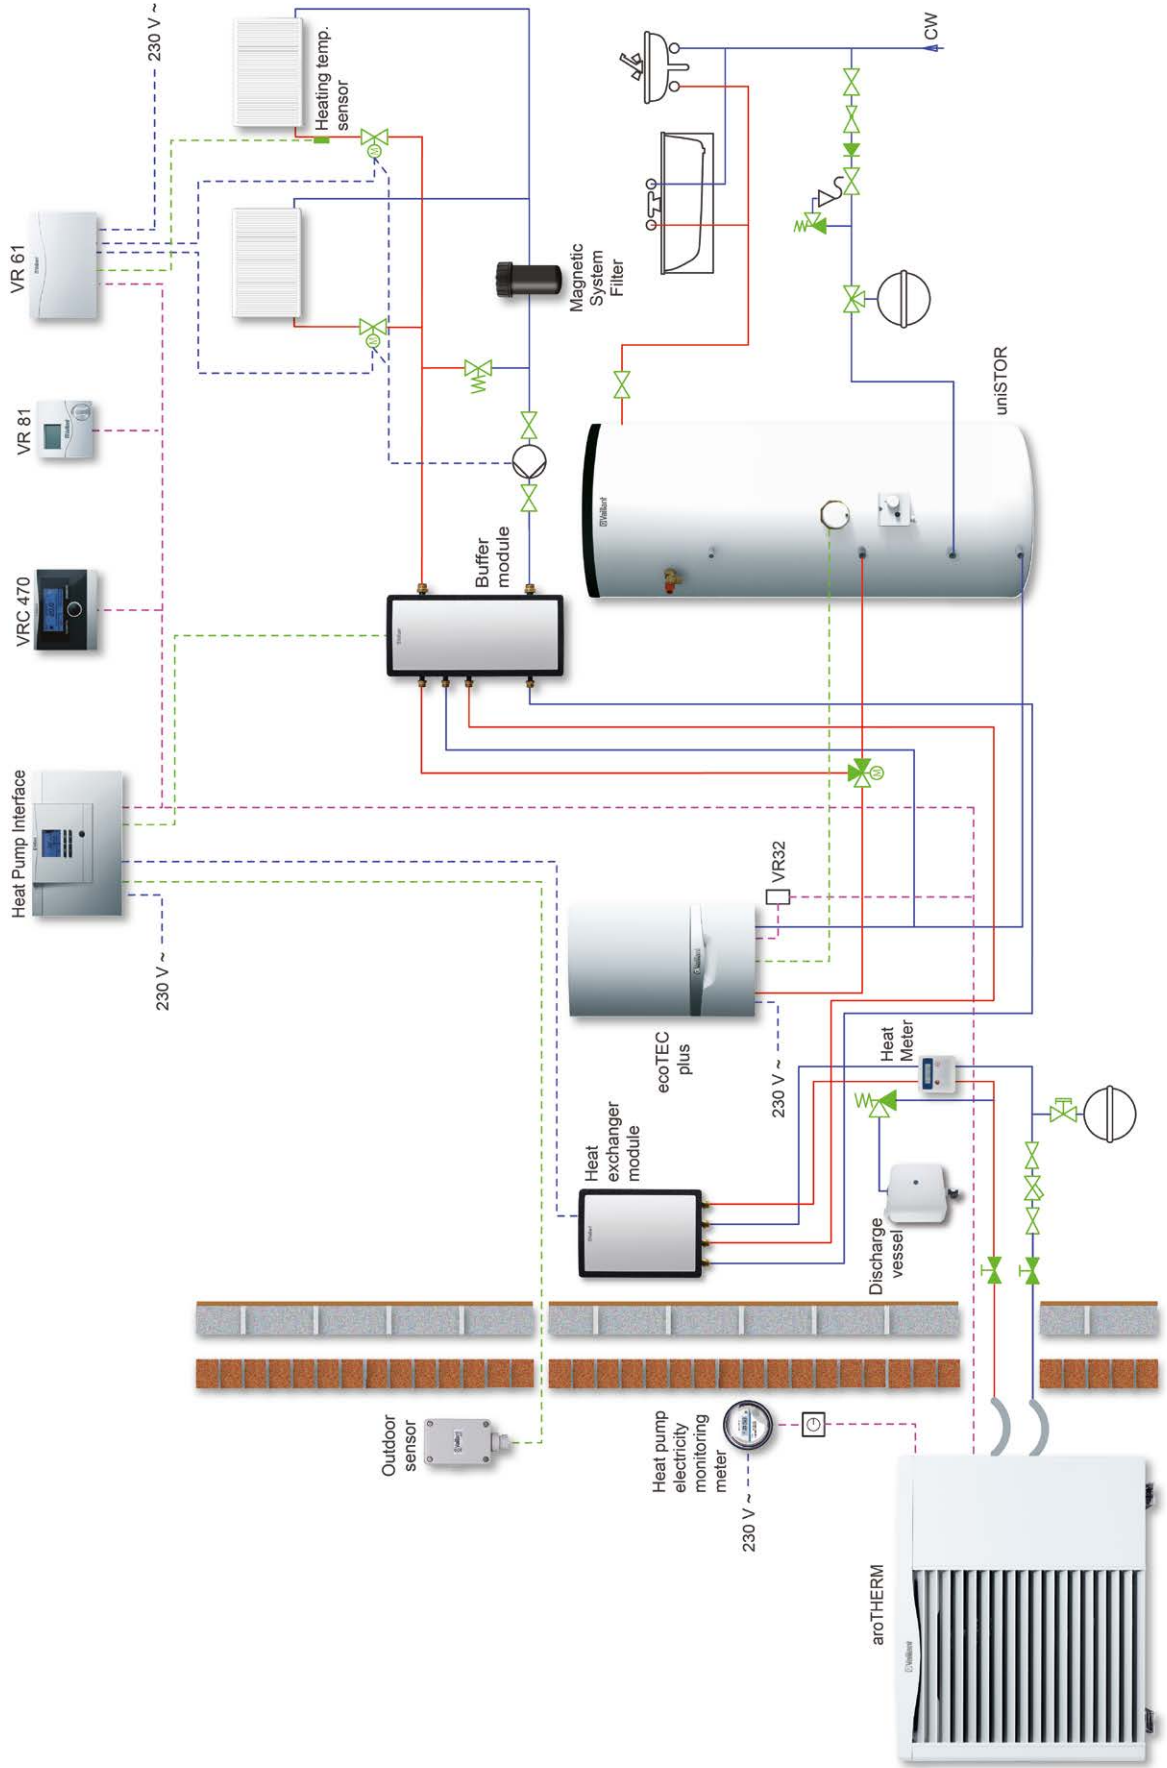 Heat Pump Interface
VRC 470
VR 81
VR 61
230 V ~
230 V ~
Outdoor
sensor
Heating temp.
sensor
Buffer
module
Magnetic
System
Filter
Heat
exchanger
module
ecoTEC
plus
230 V ~
VR32
Heat pump
electricity
monitoring
meter
230 V ~
Discharge
vessel
Heat
Meter
Vaillant
uniSTOR
CW
aroTHERM
Vaillant
M
M
M